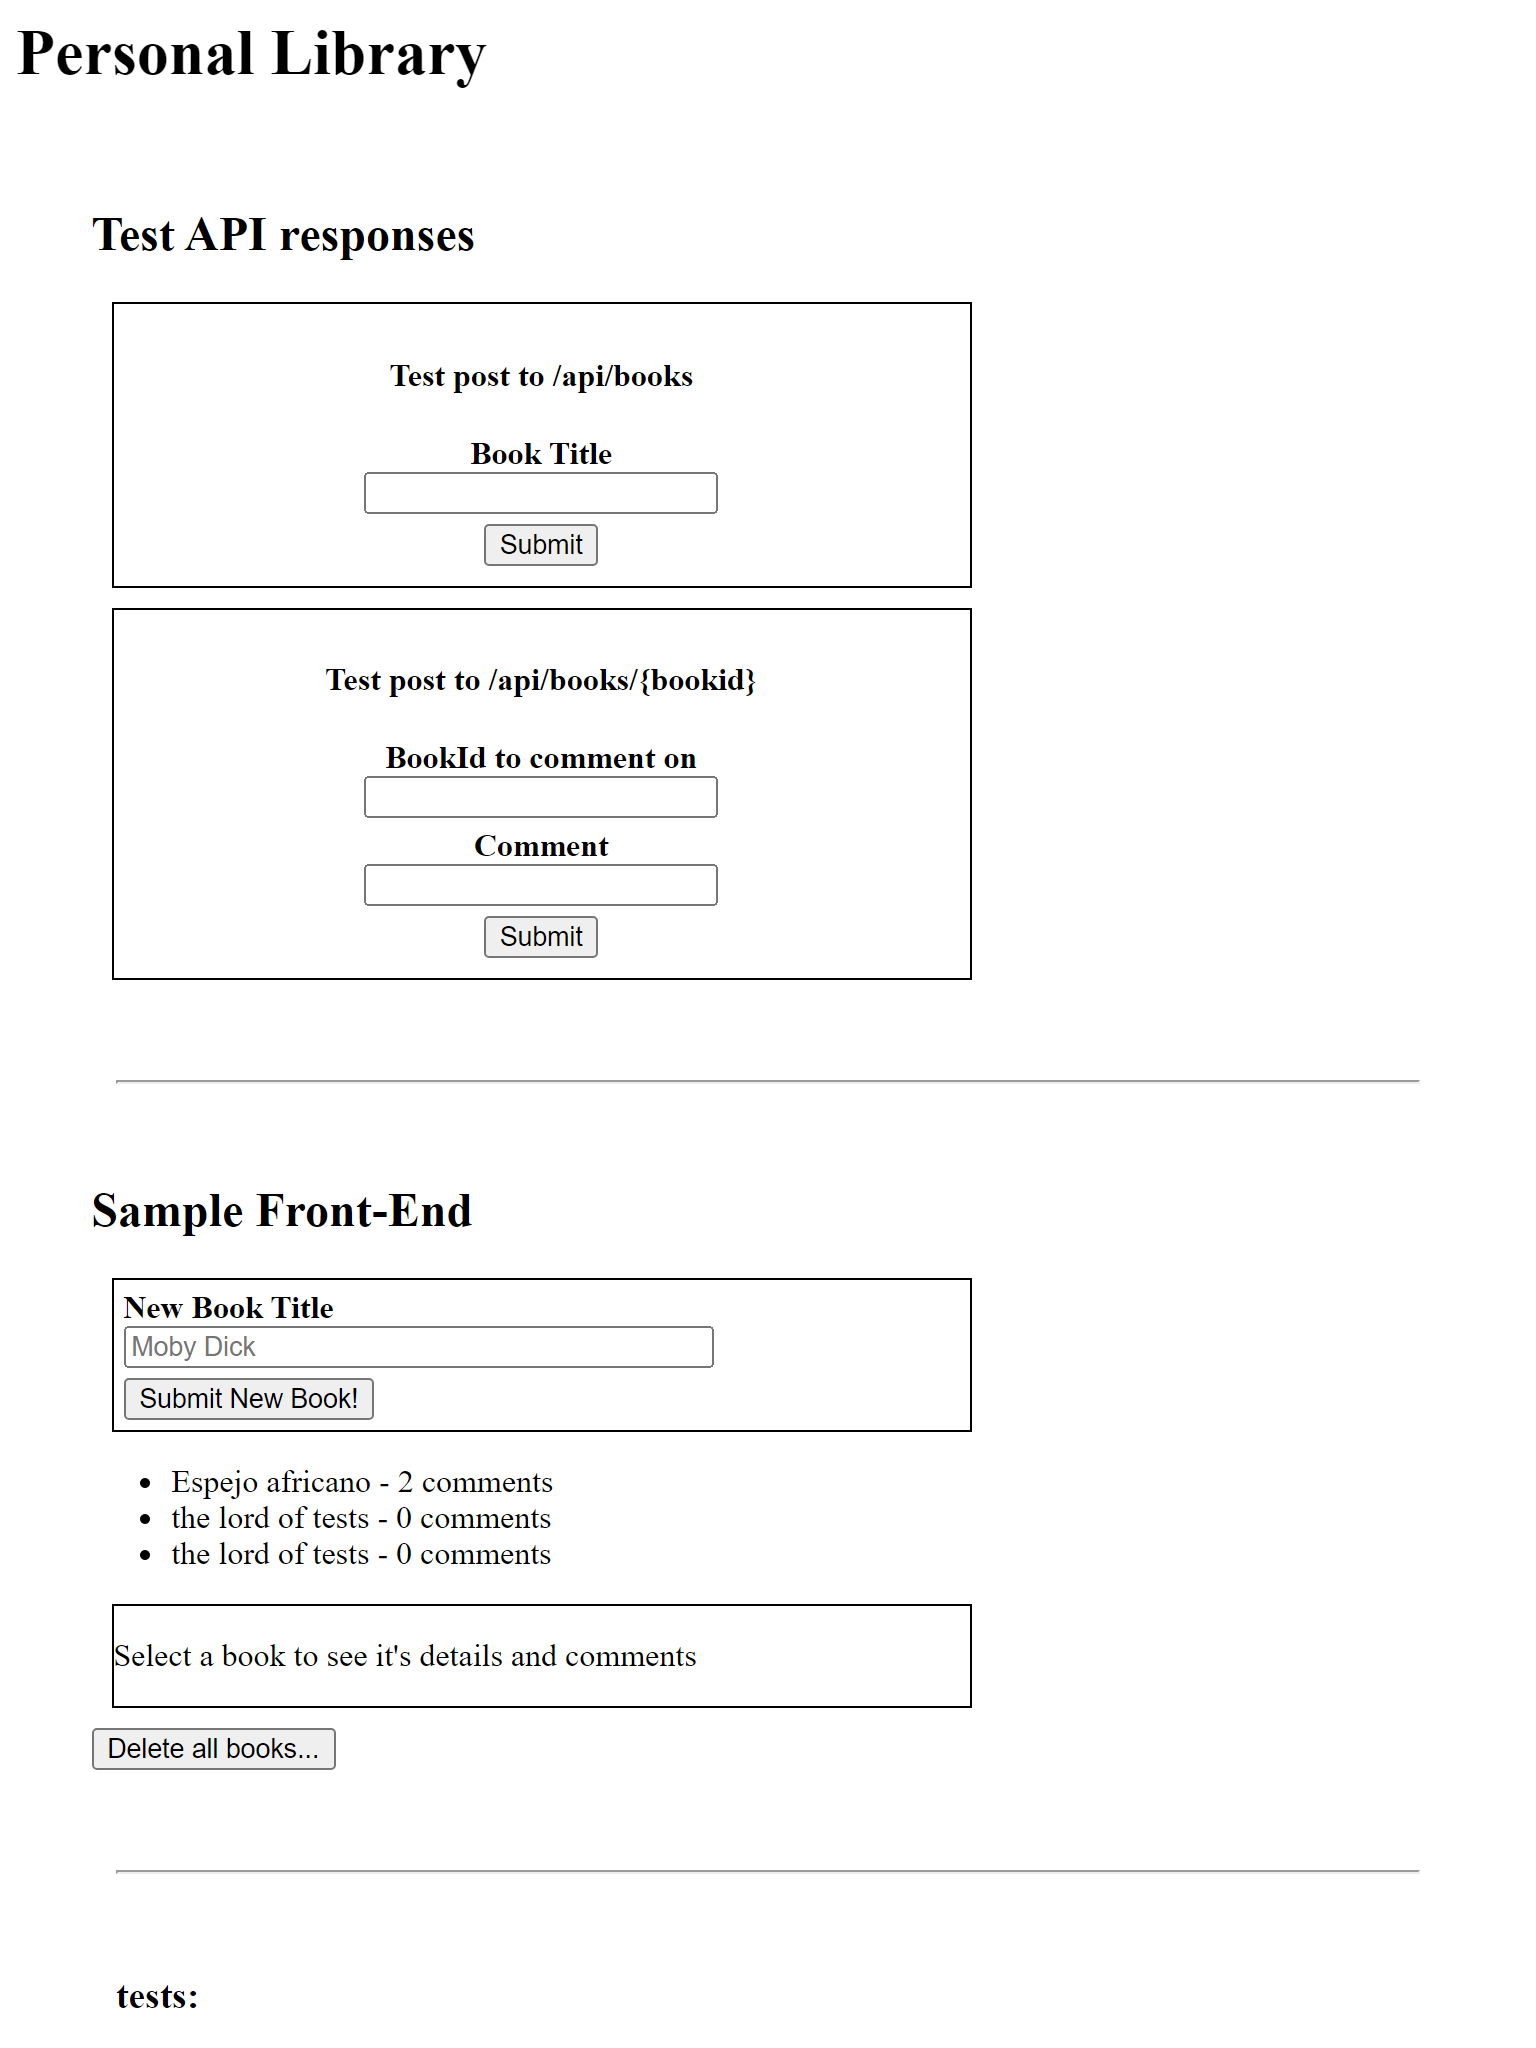 Personal Library
Test API responses
Test post to /api/books
Book Title
Submit
Test post to /api/books/{bookid}
BookId to comment on
Comment
Submit
Sample Front-End
New Book Title
Moby Dick
Submit New Book!
Espejo africano - 2 comments
the lord of tests - 0 comments
the lord of tests - 0 comments
Select a book to see it's details and comments
Delete all books...
tests: